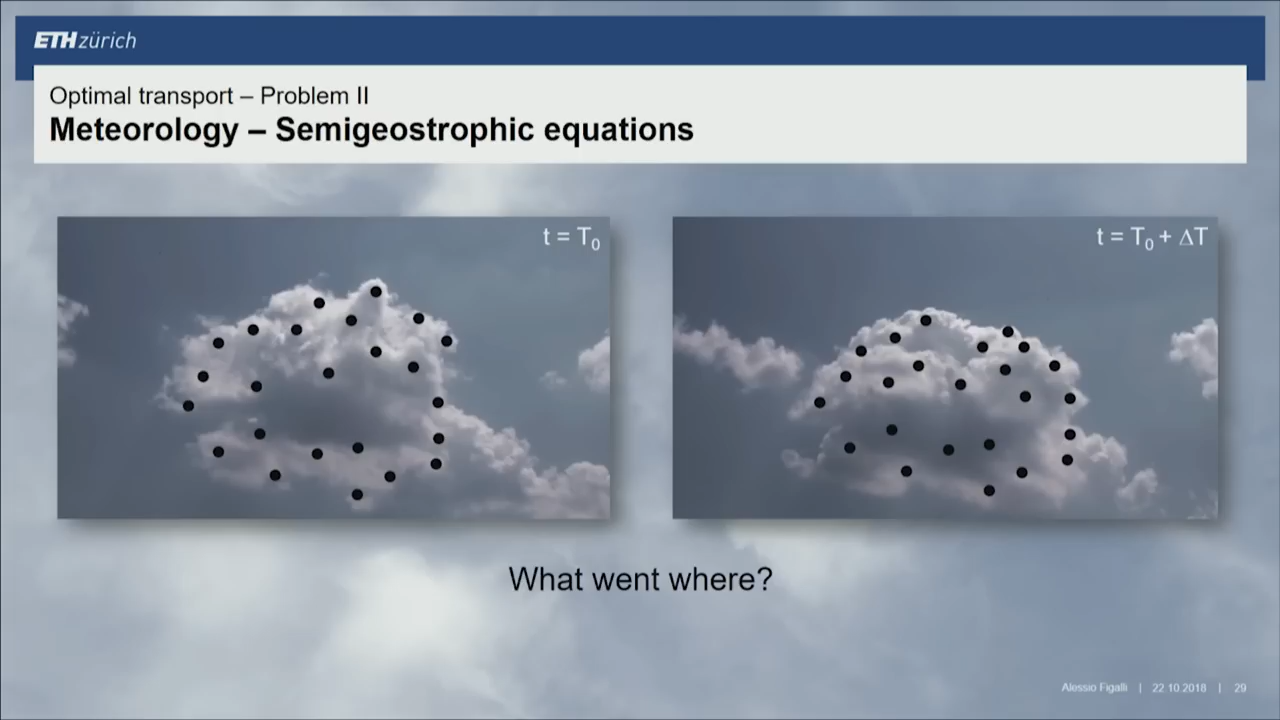 ETH zürich
Optimal transport – Problem II
Meteorology – Semigeostrophic equations
t = T₀
t = T₀ + ΔT
What went where?
Alessio Figalli | 22.10.2018 | 29